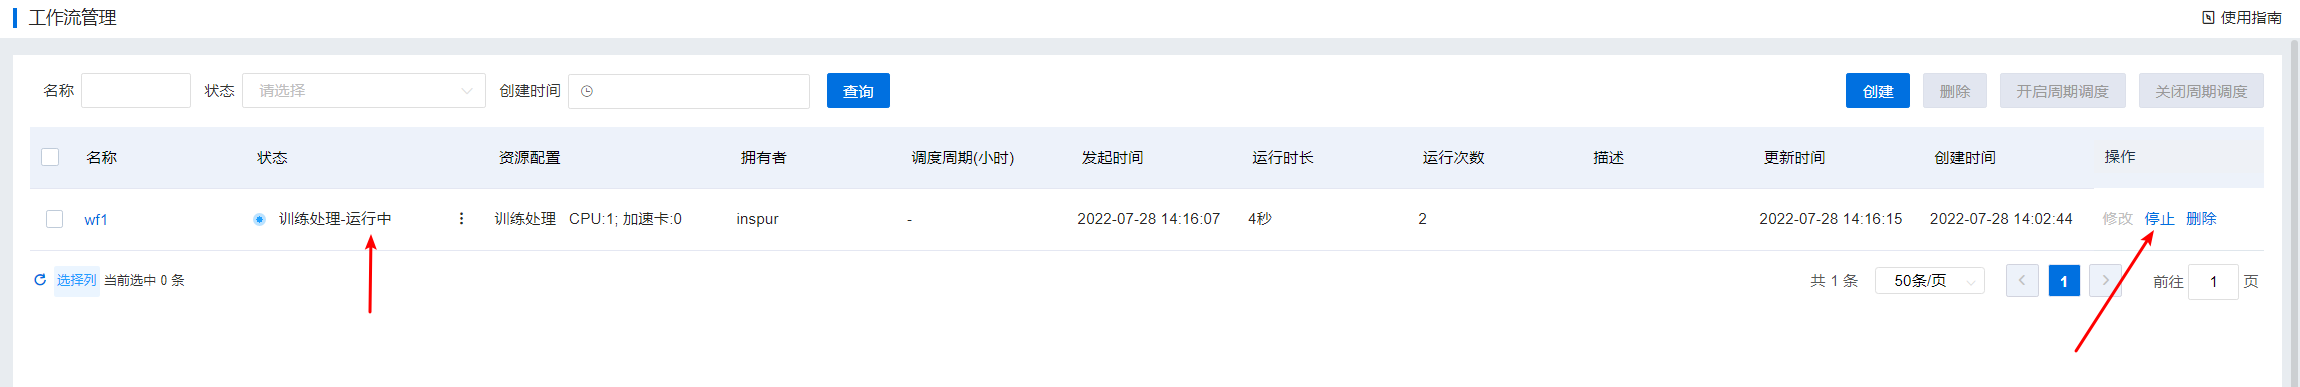 工作流管理 使用指南
名称 状态 请选择 创建时间 查询 创建 删除 开启周期调度 关闭周期调度
名称 状态 资源配置 拥有者 调度周期(小时) 发起时间 运行时长 运行次数 描述 更新时间 创建时间 操作
wf1 训练处理-运行中 训练处理 CPU:1; 加速卡:0 inspur - 2022-07-28 14:16:07 4秒 2 2022-07-28 14:16:15 2022-07-28 14:02:44 修改 停止 删除
选择列 当前选中 0 条 共 1 条 50条/页 1 前往 1 页